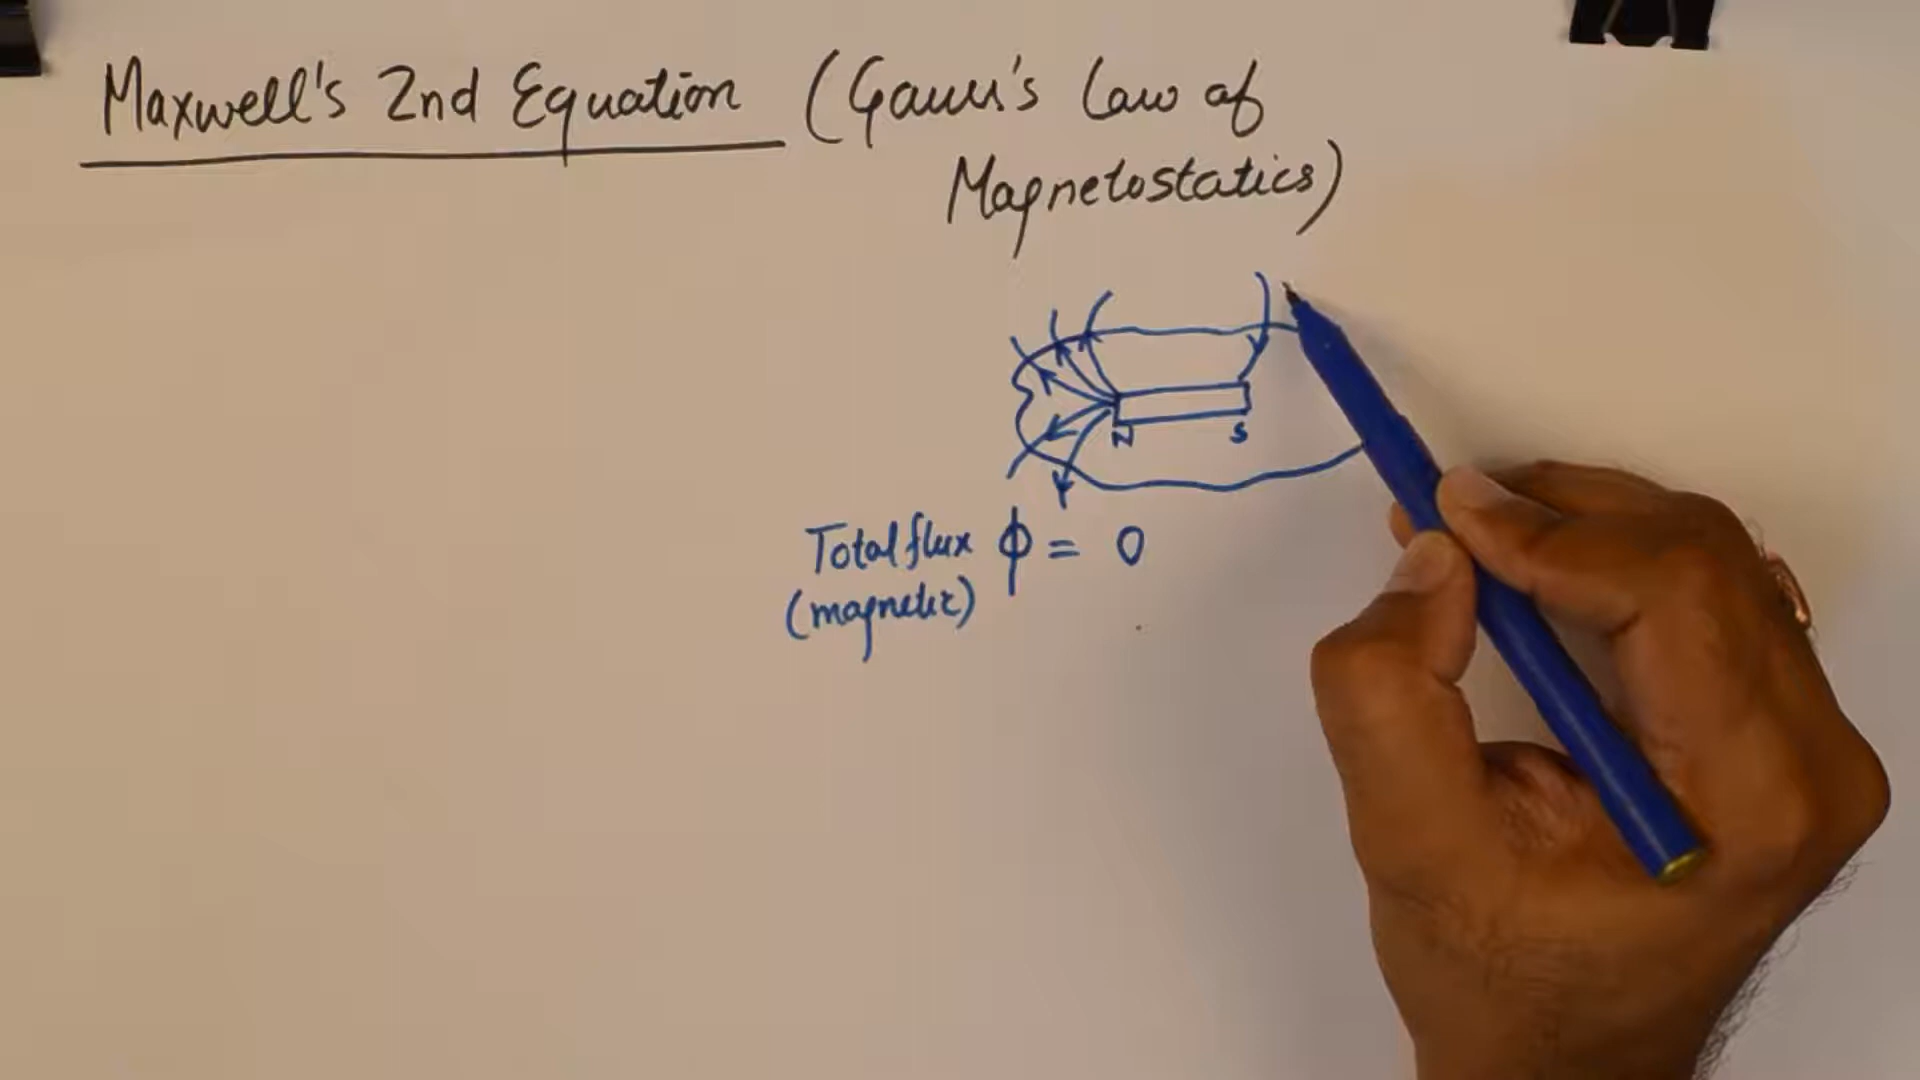 Maxwell's 2nd Equation (Gauss's Law of
Magnetostatics)
N S
Total flux ϕ = 0
(magnetic)